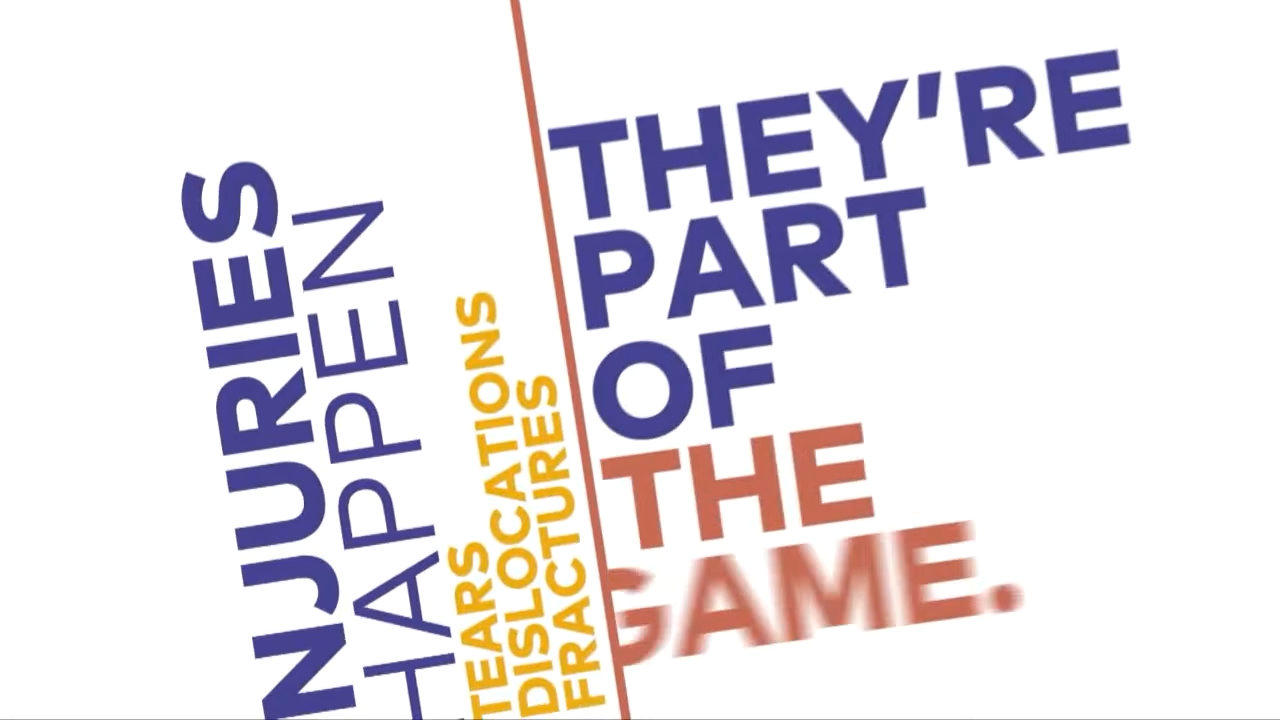 NJURIES
HAPPEN
TEARS
DISLOCATIONS
FRACTURES
THEY'RE
PART
OF
THE
GAME.